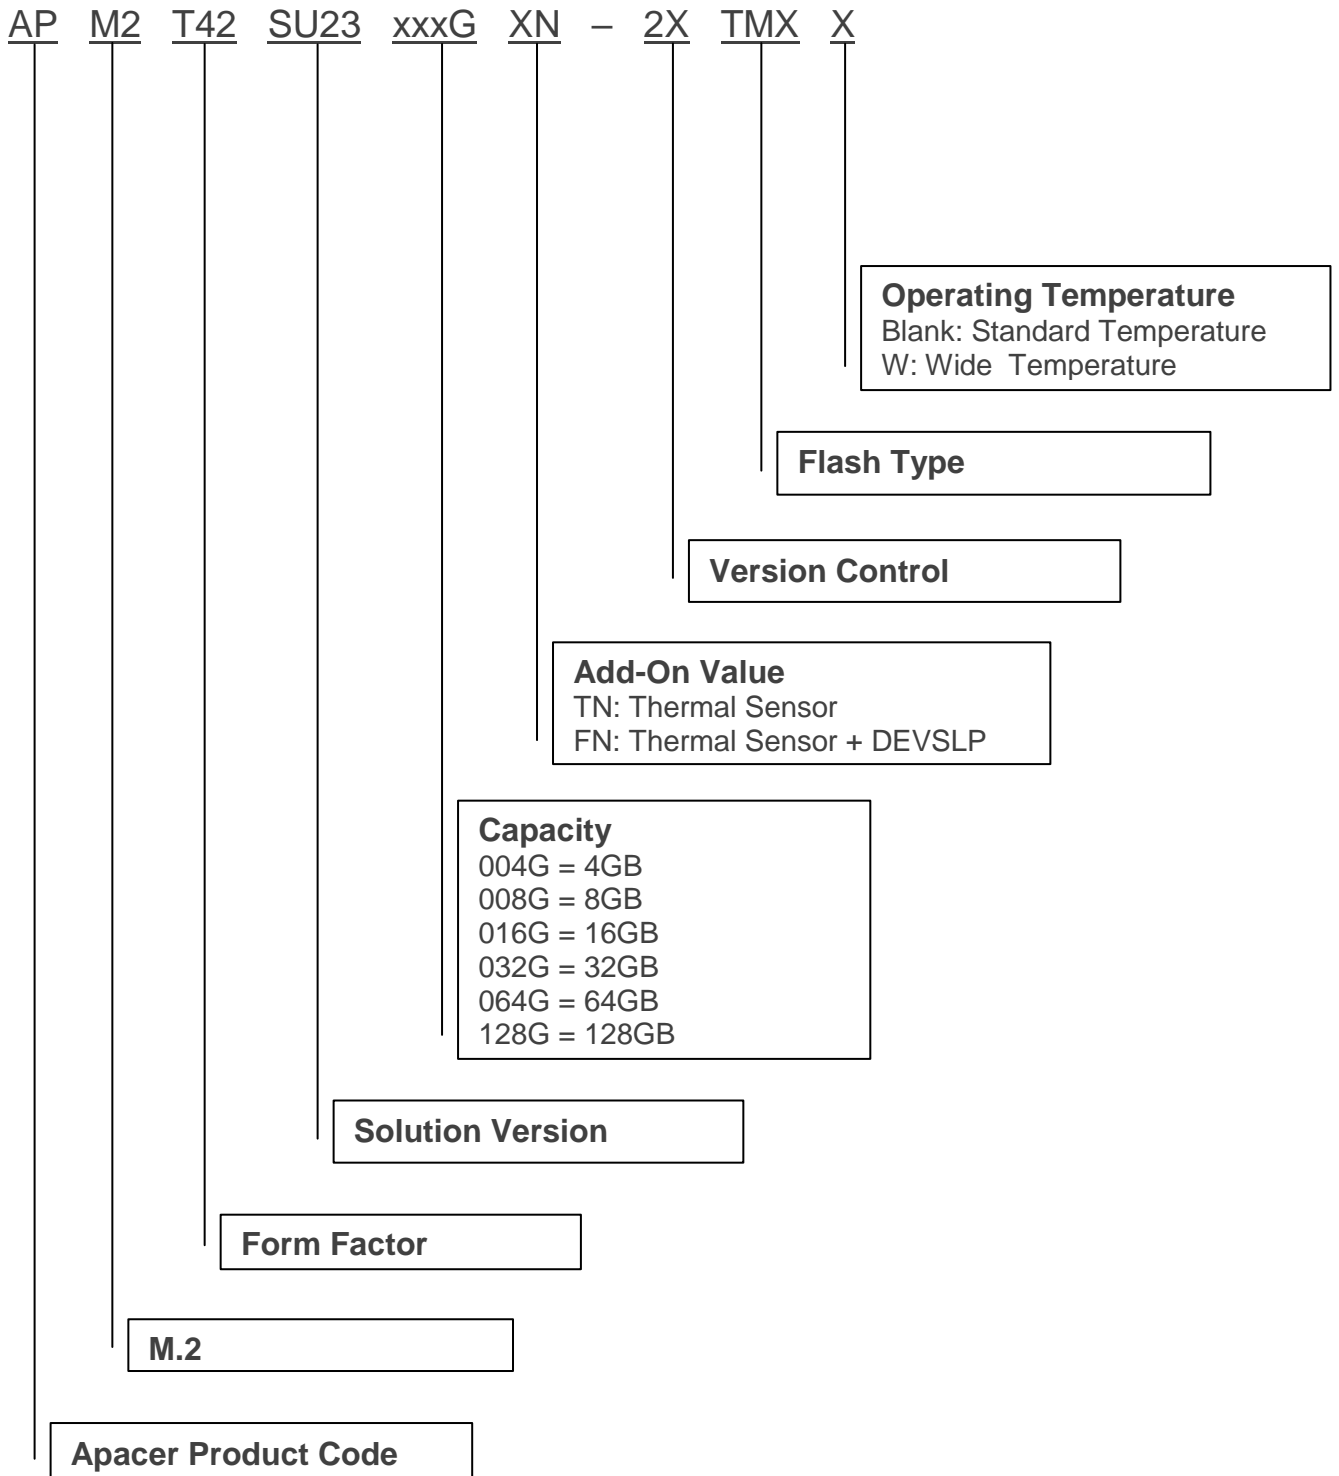 AP M2 T42 SU23 xxxG XN – 2X TMX X
Operating Temperature
Blank: Standard Temperature
W: Wide Temperature
Flash Type
Version Control
Add-On Value
TN: Thermal Sensor
FN: Thermal Sensor + DEVSLP
Capacity
004G = 4GB
008G = 8GB
016G = 16GB
032G = 32GB
064G = 64GB
128G = 128GB
Solution Version
Form Factor
M.2
Apacer Product Code